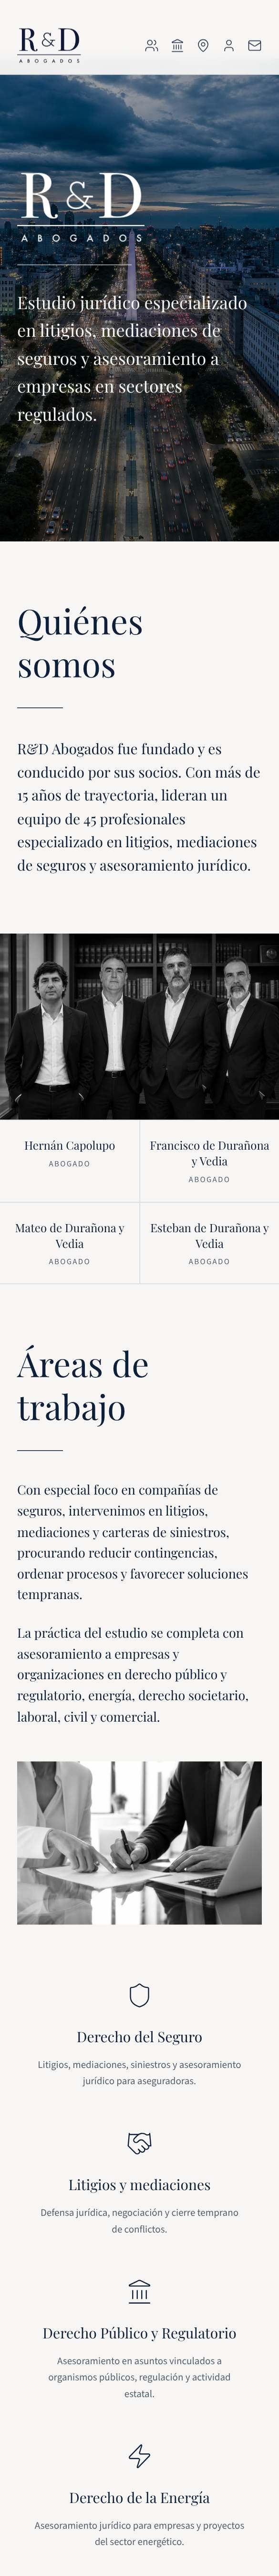 R&D
ABOGADOS
R&D
ABOGADOS
Estudio jurídico especializado
en litigios, mediaciones de
seguros y asesoramiento a
empresas en sectores
regulados.
Quiénes
somos
R&D Abogados fue fundado y es
conducido por sus socios. Con más de
15 años de trayectoria, lideran un
equipo de 45 profesionales
especializado en litigios, mediaciones
de seguros y asesoramiento jurídico.
Hernán Capolupo
ABOGADO
Francisco de Durañona
y Vedia
ABOGADO
Mateo de Durañona y
Vedia
ABOGADO
Esteban de Durañona y
Vedia
ABOGADO
Áreas de
trabajo
Con especial foco en compañías de
seguros, intervenimos en litigios,
mediaciones y carteras de siniestros,
procurando reducir contingencias,
ordenar procesos y favorecer soluciones
tempranas.
La práctica del estudio se completa con
asesoramiento a empresas y
organizaciones en derecho público y
regulatorio, energía, derecho societario,
laboral, civil y comercial.
Derecho del Seguro
Litigios, mediaciones, siniestros y asesoramiento
jurídico para aseguradoras.
Litigios y mediaciones
Defensa jurídica, negociación y cierre temprano
de conflictos.
Derecho Público y Regulatorio
Asesoramiento en asuntos vinculados a
organismos públicos, regulación y actividad
estatal.
Derecho de la Energía
Asesoramiento jurídico para empresas y proyectos
del sector energético.